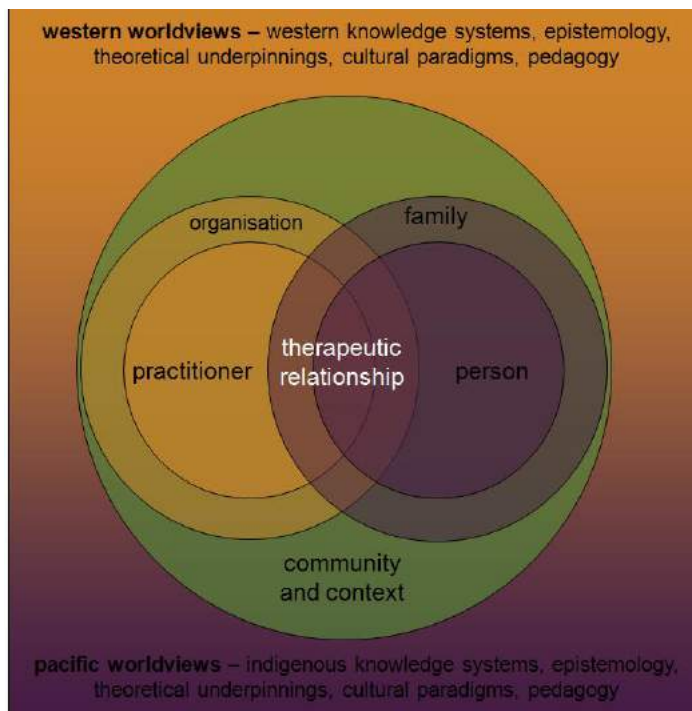 western worldviews – western knowledge systems, epistemology,
theoretical underpinnings, cultural paradigms, pedagogy
organisation
family
practitioner
therapeutic
relationship
person
community
and context
pacific worldviews – indigenous knowledge systems, epistemology,
theoretical underpinnings, cultural paradigms, pedagogy